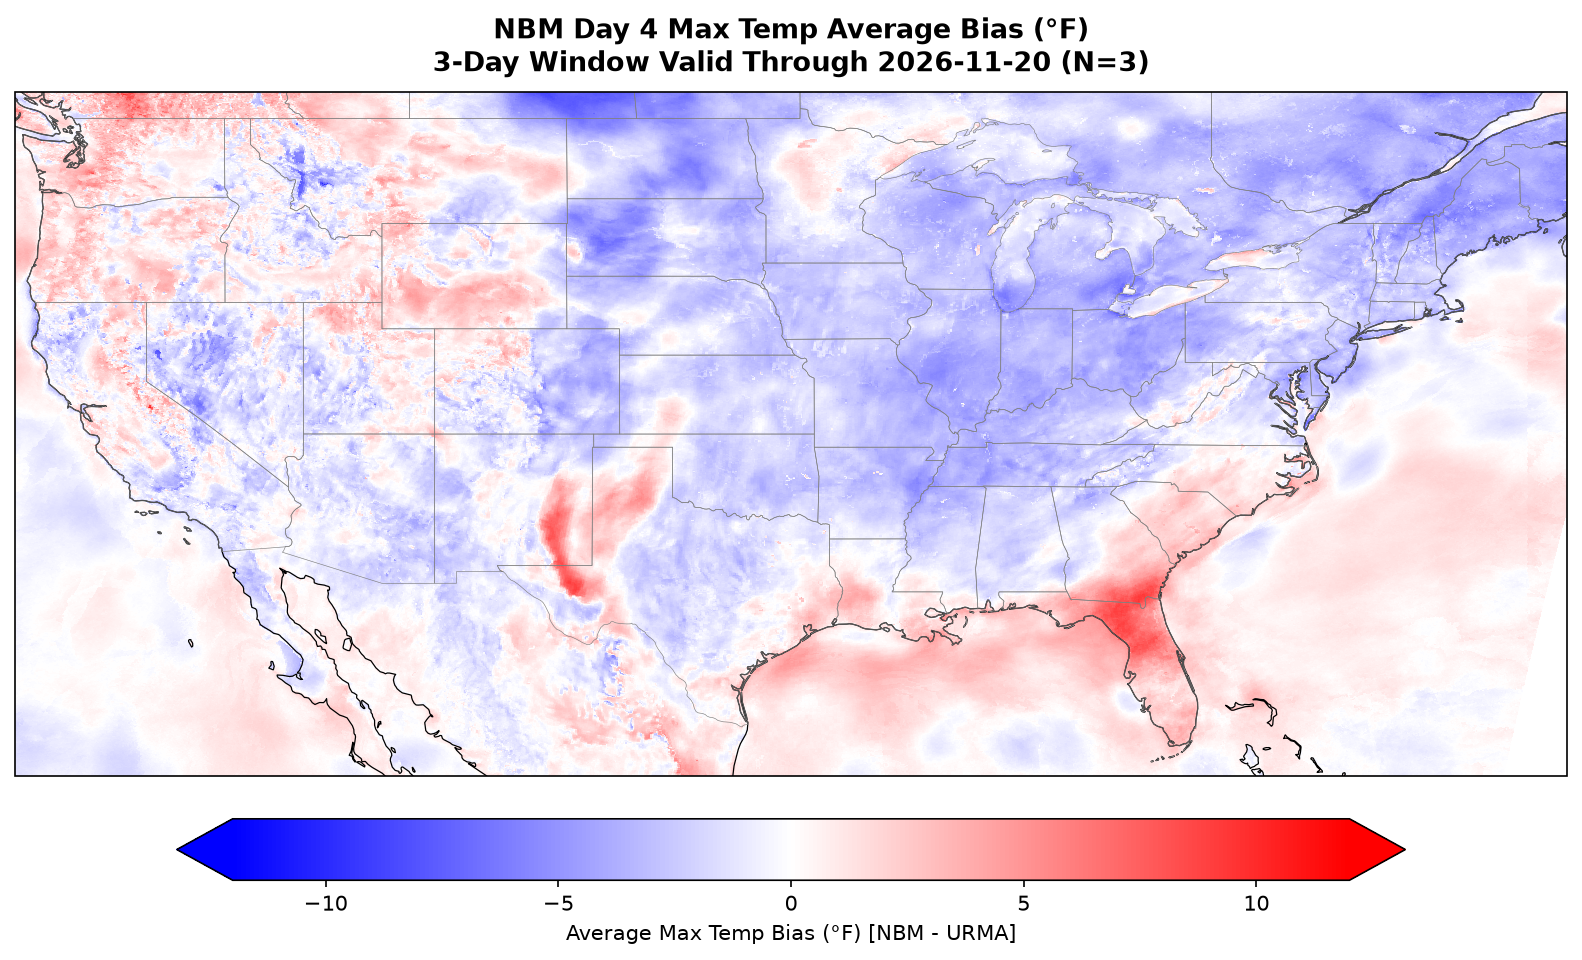 NBM Day 4 Max Temp Average Bias (°F)
3-Day Window Valid Through 2026-11-20 (N=3)
−10 −5 0 5 10
Average Max Temp Bias (°F) [NBM - URMA]